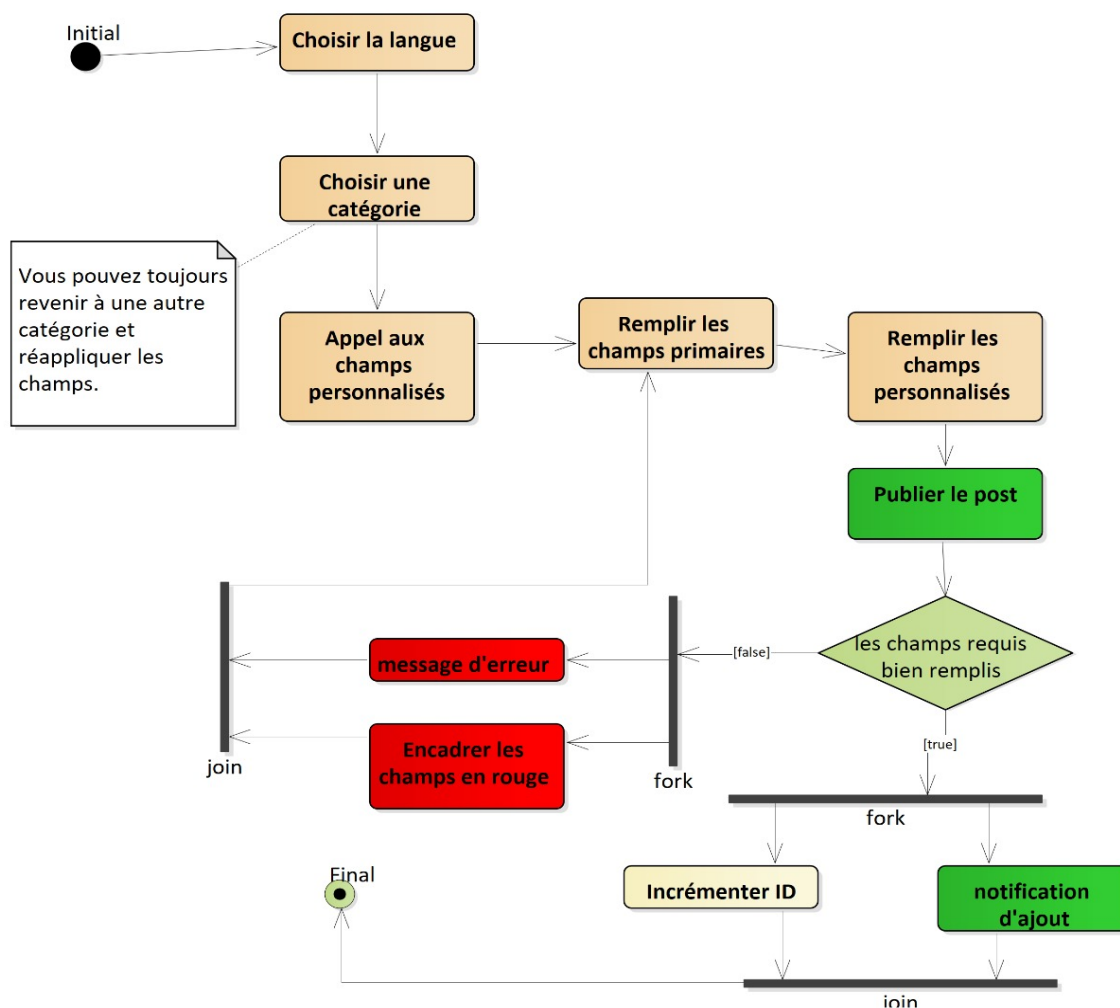 Initial
Choisir la langue
Choisir une
catégorie
Vous pouvez toujours
revenir à une autre
catégorie et
réappliquer les
champs.
Appel aux
champs
personnalisés
Remplir les
champs primaires
Remplir les
champs
personnalisés
Publier le post
les champs requis
bien remplis
[false]
[true]
message d'erreur
Encadrer les
champs en rouge
join
fork
fork
Incrémenter ID
notification
d'ajout
Final
join